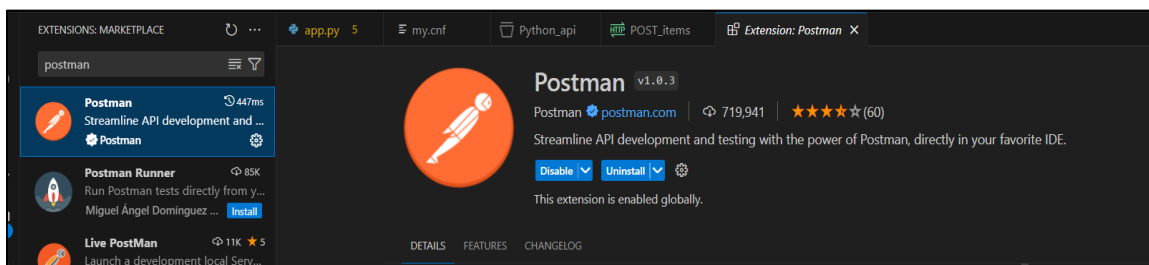 EXTENSIONS: MARKETPLACE
postman
Postman 447ms
Streamline API development and ...
Postman
Postman Runner 85K
Run Postman tests directly from y...
Miguel Ángel Domínguez ... Install
Live PostMan 11K ★ 5
Launch a development local Serv...
app.py 5
my.cnf
Python_api
HTTP POST_items
Extension: Postman
Postman v1.0.3
Postman postman.com 719,941 (60)
Streamline API development and testing with the power of Postman, directly in your favorite IDE.
Disable Uninstall
This extension is enabled globally.
DETAILS FEATURES CHANGELOG